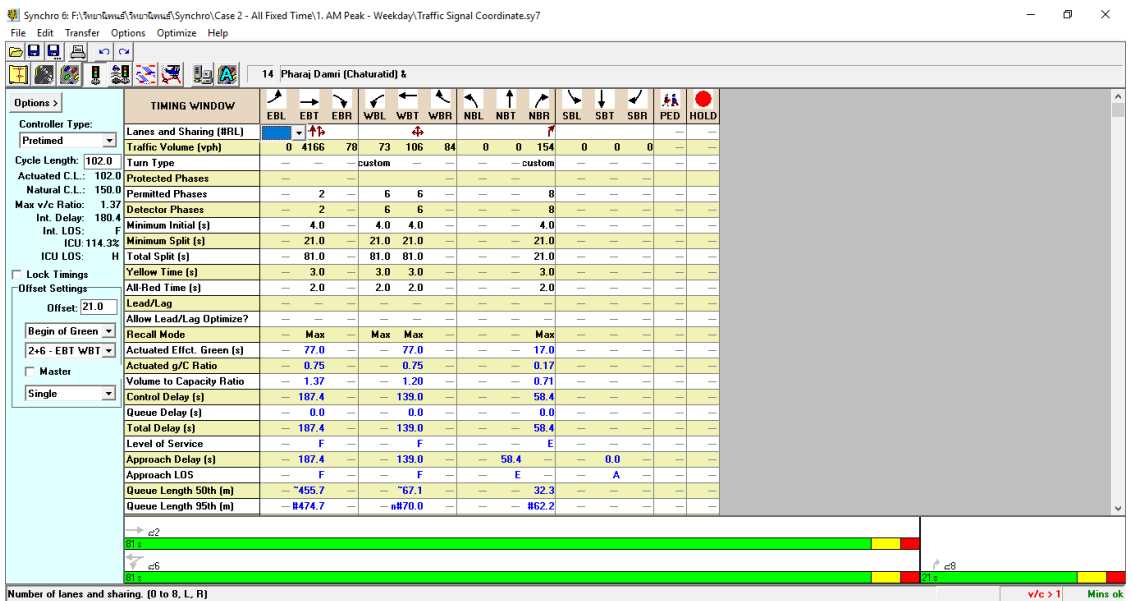 Synchro 6: F:\วิทยานิพนธ์\วิทยานิพนธ์\Synchro\Case 2 - All Fixed Time\1. AM Peak - Weekday\Traffic Signal Coordinate.sy7
File Edit Transfer Options Optimize Help
14 Pharaj Damri (Chaturatid) &
Options >
Controller Type:
Pretimed
Cycle Length: 102.0
Actuated C.L.: 102.0
Natural C.L.: 150.0
Max v/c Ratio: 1.37
Int. Delay: 180.4
Int. LOS: F
ICU: 114.3%
ICU LOS: H
Lock Timings
Offset Settings
Offset: 21.0
Begin of Green
2+6 - EBT WBT
Master
Single
TIMING WINDOW EBL EBT EBR WBL WBT WBR NBL NBT NBR SBL SBT SBR PED HOLD
Lanes and Sharing (#RL) — —
Traffic Volume (vph) 0 4166 78 73 106 84 0 0 154 0 0 0 — —
Turn Type — — — custom — — — — custom — — — — —
Protected Phases — — — — — — — — —
Permitted Phases — 2 — 6 6 — — — 8 — — — — —
Detector Phases — 2 — 6 6 — — — 8 — — — — —
Minimum Initial (s) — 4.0 — 4.0 4.0 — — — 4.0 — — — — —
Minimum Split (s) — 21.0 — 21.0 21.0 — — — 21.0 — — — — —
Total Split (s) — 81.0 — 81.0 81.0 — — — 21.0 — — — — —
Yellow Time (s) — 3.0 — 3.0 3.0 — — — 3.0 — — — — —
All-Red Time (s) — 2.0 — 2.0 2.0 — — — 2.0 — — — — —
Lead/Lag — — — — — — — — — — — — — —
Allow Lead/Lag Optimize? — — — — — — — — — — — — — —
Recall Mode — Max — Max Max — — — Max — — — — —
Actuated Effct. Green (s) — 77.0 — — 77.0 — — — 17.0 — — — — —
Actuated g/C Ratio — 0.75 — — 0.75 — — — 0.17 — — — — —
Volume to Capacity Ratio — 1.37 — — 1.20 — — — 0.71 — — — — —
Control Delay (s) — 187.4 — — 139.0 — — — 58.4 — — — — —
Queue Delay (s) — 0.0 — — 0.0 — — — 0.0 — — — — —
Total Delay (s) — 187.4 — — 139.0 — — — 58.4 — — — — —
Level of Service — F — — F — — — E — — — — —
Approach Delay (s) — 187.4 — — 139.0 — — 58.4 — — 0.0 — — —
Approach LOS — F — — F — — E — — A — — —
Queue Length 50th (m) — ~455.7 — — ~67.1 — — — 32.3 — — — — —
Queue Length 95th (m) — #474.7 — — n#70.0 — — — #62.2 — — — — —
ø2
81 s
ø6 ø8
81 s 21 s
Number of lanes and sharing. (0 to 8, L, R) v/c > 1 Mins ok